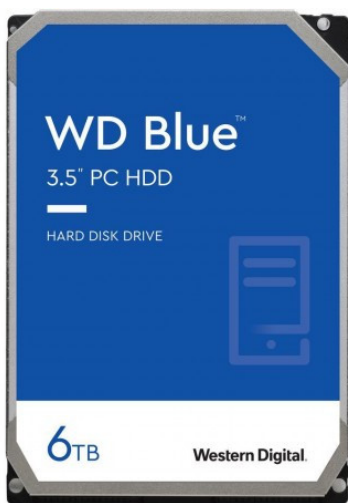 WD Blue™
3.5" PC HDD
HARD DISK DRIVE
6TB
Western Digital.